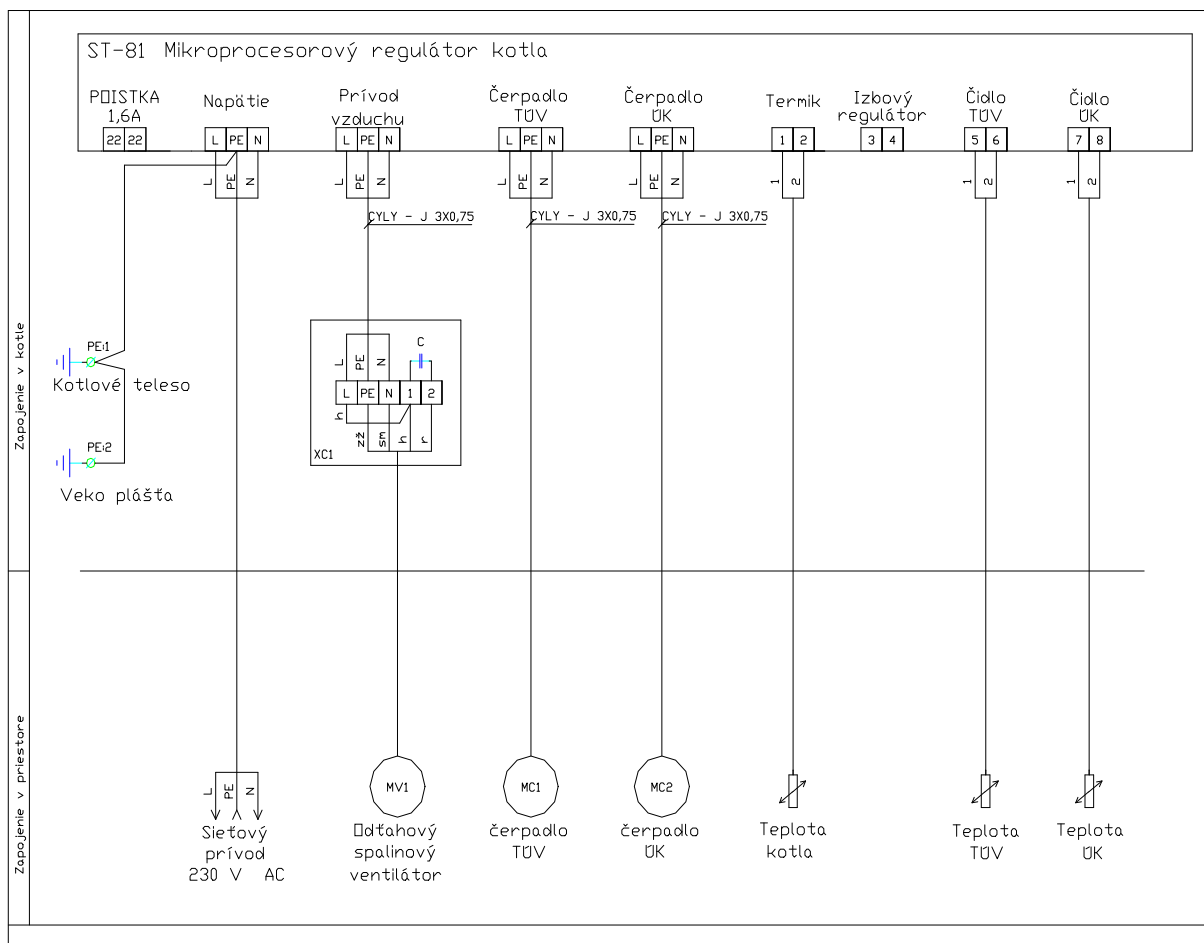 ST-81 Mikroprocesorový regulátor kotla
POISTKA
1,6A
Napätie
Prívod
vzduchu
Čerpadlo
TÚV
Čerpadlo
ÚK
Termik
Izbový
regulátor
Čidlo
TÚV
Čidlo
ÚK
22 22
L PE N
L PE N
L PE N
L PE N
1 2
3 4
5 6
7 8
L PE N
L PE N
L PE N
L PE N
1 2
1 2
1 2
CYLY - J 3X0,75
CYLY - J 3X0,75
CYLY - J 3X0,75
Zapojenie v kotle
PE:1
Kotlové teleso
PE:2
Veko plášťa
L PE N
C
L PE N 1 2
h
zž sm h r
XC1
Zapojenie v priestore
L PE N
Sieťový
prívod
230 V AC
MV1
Odťahový
spalinový
ventilátor
MC1
čerpadlo
TÚV
MC2
čerpadlo
ÚK
Teplota
kotla
Teplota
TÚV
Teplota
ÚK